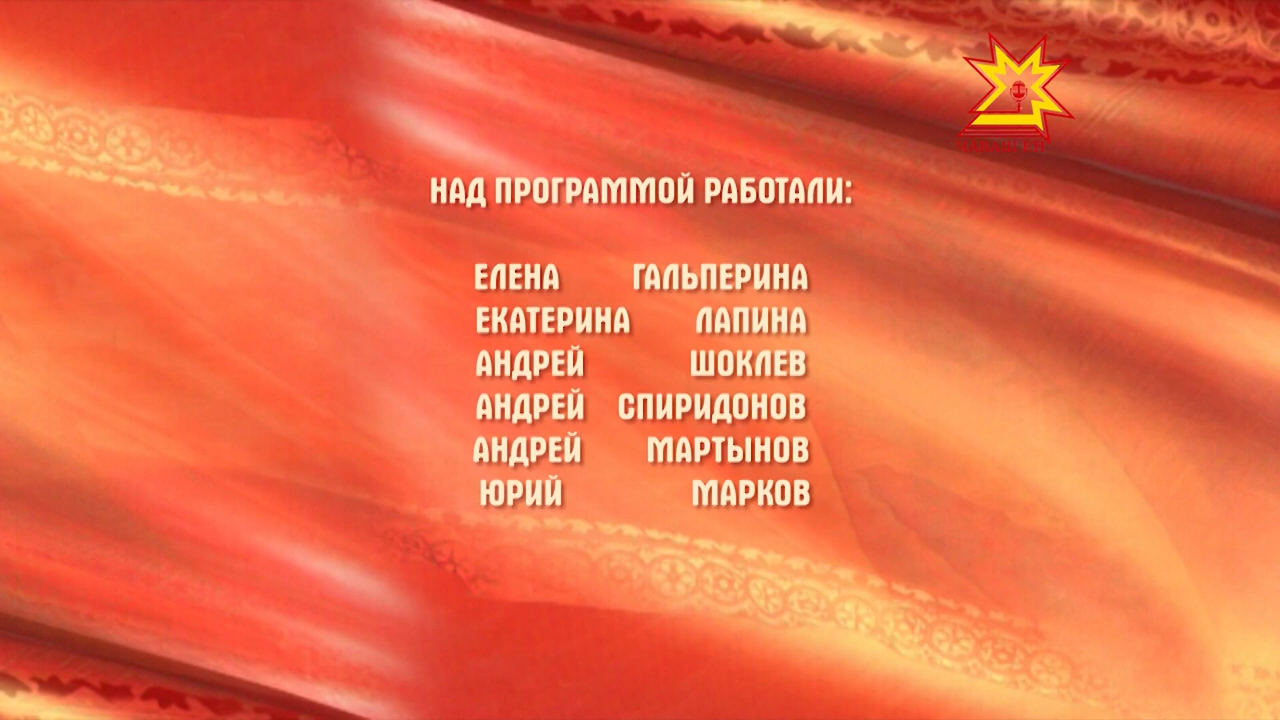 НАД ПРОГРАММОЙ РАБОТАЛИ:
ЕЛЕНА ГАЛЬПЕРИНА
ЕКАТЕРИНА ЛАПИНА
АНДРЕЙ ШОКЛЕВ
АНДРЕЙ СПИРИДОНОВ
АНДРЕЙ МАРТЫНОВ
ЮРИЙ МАРКОВ